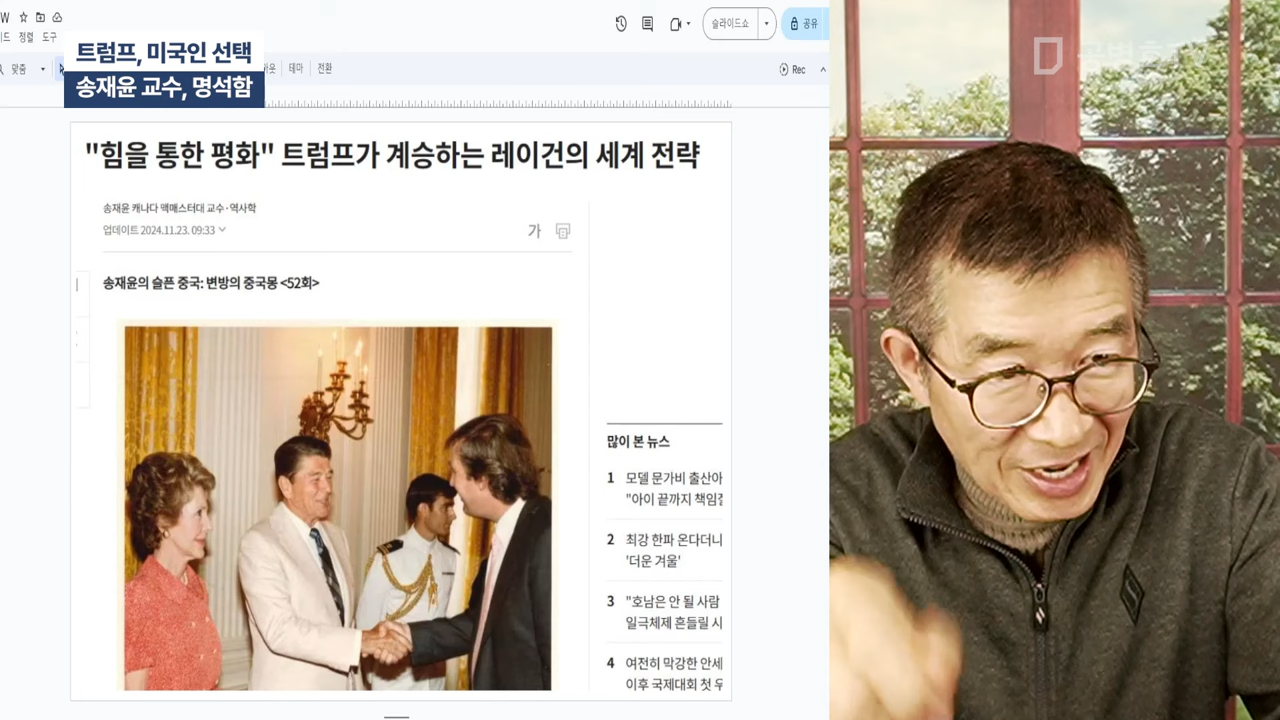 W
정렬 도구
슬라이드쇼
공유
트럼프, 미국인 선택
송재윤 교수, 명석함
맞춤
테마
전환
Rec
"힘을 통한 평화" 트럼프가 계승하는 레이건의 세계 전략
송재윤 캐나다 맥매스터대 교수·역사학
업데이트 2024.11.23. 09:33
가
송재윤의 슬픈 중국: 변방의 중국몽 <52회>
많이 본 뉴스
1 모델 문가비 출산아
"아이 끝까지 책임질
2 최강 한파 온다더니
'더운 겨울'
3 "호남은 안 될 사람
일극체제 흔들릴 시
4 여전히 막강한 안세
이후 국제대회 첫 우